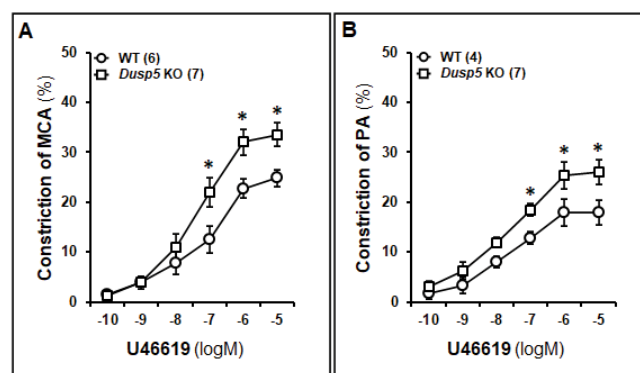 A
WT (6)
Dusp5 KO (7)
Constriction of MCA (%)
50
40
30
20
10
0
* * *
-10 -9 -8 -7 -6 -5
U46619 (logM)
B
WT (4)
Dusp5 KO (7)
Constriction of PA (%)
50
40
30
20
10
0
* * *
-10 -9 -8 -7 -6 -5
U46619 (logM)